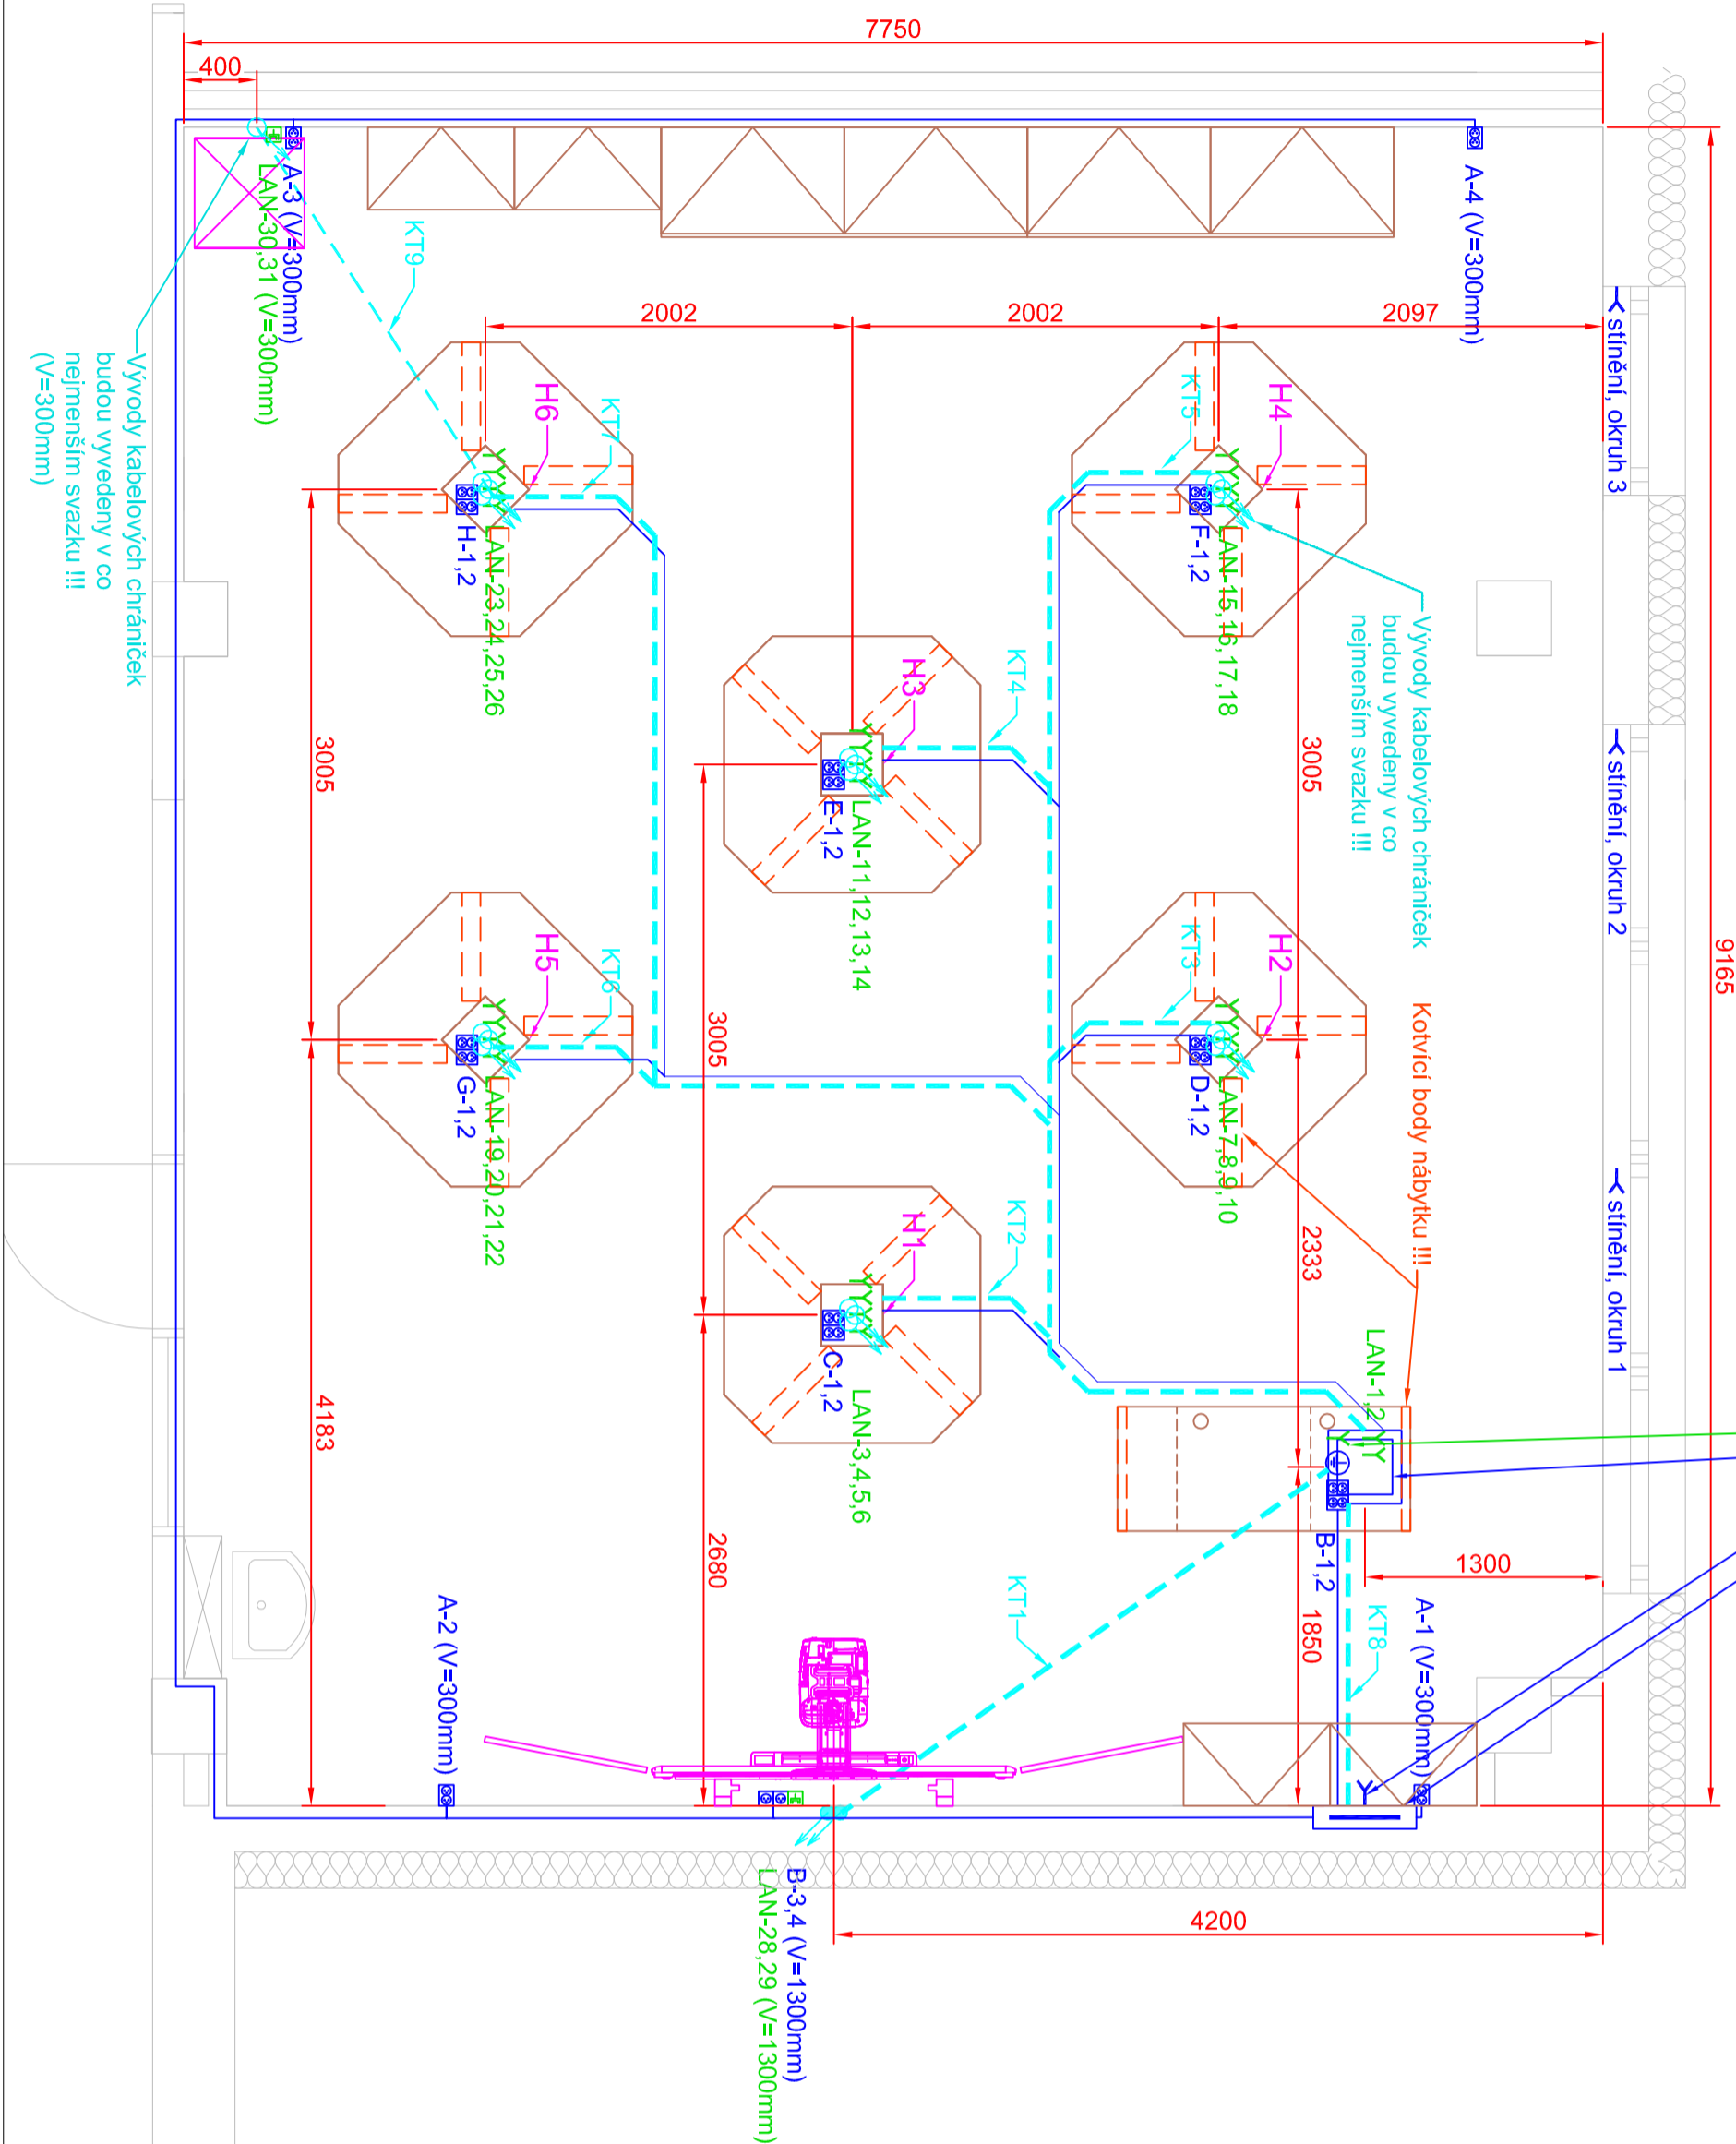 7750
400
9165
A-3 (V=300mm)
LAN-30,31 (V=300mm)
A-4 (V=300mm)
KT9
2002
2002
2097
stínění, okruh 3
stínění, okruh 2
stínění, okruh 1
Vývody kabelových chrániček
budou vyvedeny v co
nejmenším svazku !!!
(V=300mm)
H6
KT7
H-1,2
LAN-23,24,25,26
H4
KT5
F-1,2
LAN-15,16,17,18
Vývody kabelových chrániček
budou vyvedeny v co
nejmenším svazku !!!
H3
KT4
E-1,2
LAN-11,12,13,14
3005
3005
3005
H5
KT6
G-1,2
LAN-19,20,21,22
H2
KT3
D-1,2
LAN-7,8,9,10
Kotvící body nábytku !!!
H1
KT2
C-1,2
LAN-3,4,5,6
2333
LAN-1,2
4183
2680
1850
1300
B-1,2
KT1
KT8
A-1 (V=300mm)
A-2 (V=300mm)
B-3,4 (V=1300mm)
LAN-28,29 (V=1300mm)
4200